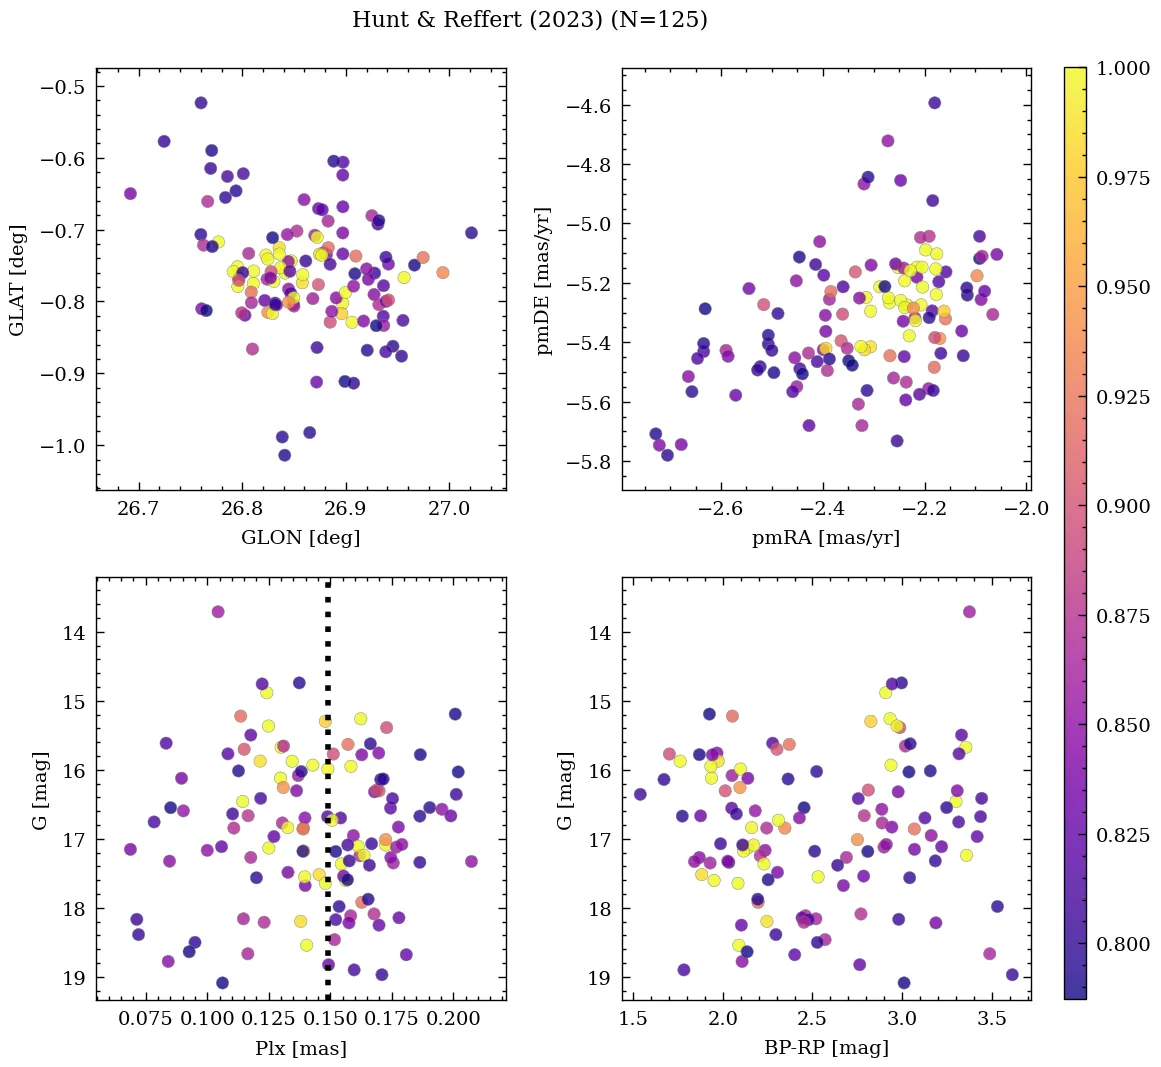 Hunt & Reffert (2023) (N=125)
−0.5
−0.6
−0.7
−0.8
−0.9
−1.0
GLAT [deg]
26.7 26.8 26.9 27.0
GLON [deg]
−4.6
−4.8
−5.0
−5.2
−5.4
−5.6
−5.8
pmDE [mas/yr]
−2.6 −2.4 −2.2 −2.0
pmRA [mas/yr]
14
15
16
17
18
19
G [mag]
0.075 0.100 0.125 0.150 0.175 0.200
Plx [mas]
14
15
16
17
18
19
G [mag]
1.5 2.0 2.5 3.0 3.5
BP-RP [mag]
1.000
0.975
0.950
0.925
0.900
0.875
0.850
0.825
0.800